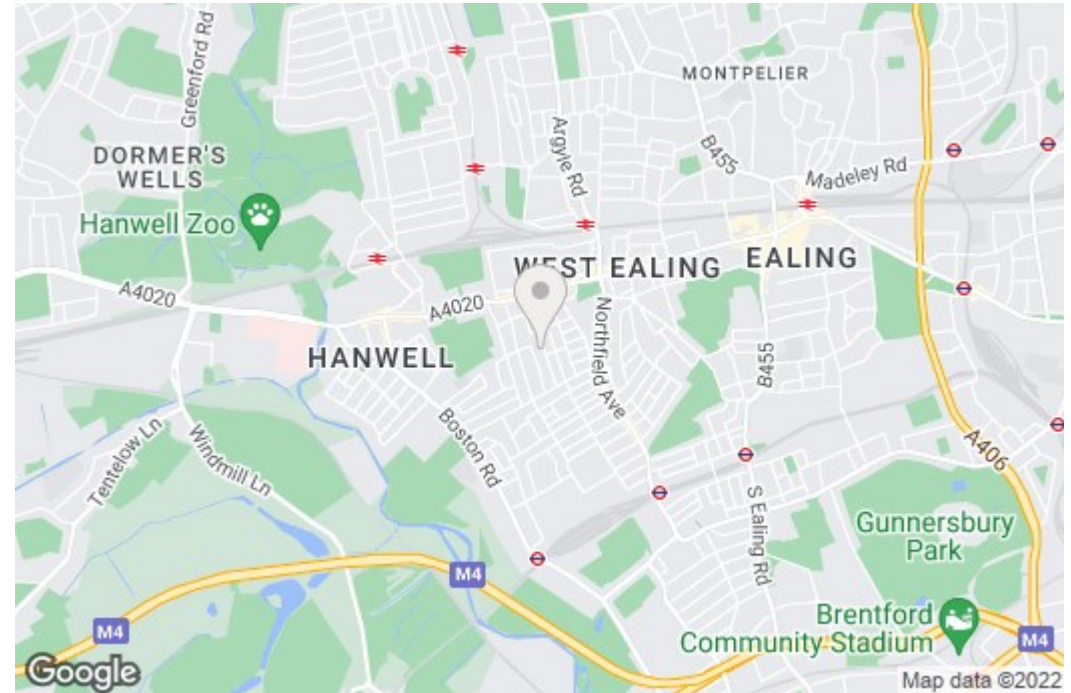 Greenford Rd
MONTPELIER
Argyle Rd
B455
DORMER'S
WELLS
Madeley Rd
Hanwell Zoo
WEST EALING
EALING
A4020
A4020
HANWELL
Northfield Ave
B455
Boston Rd
A406
Tentelow Ln
Windmill Ln
S Ealing Rd
Gunnersbury
Park
M4
Brentford
Community Stadium
M4
M4
Google
Map data ©2022